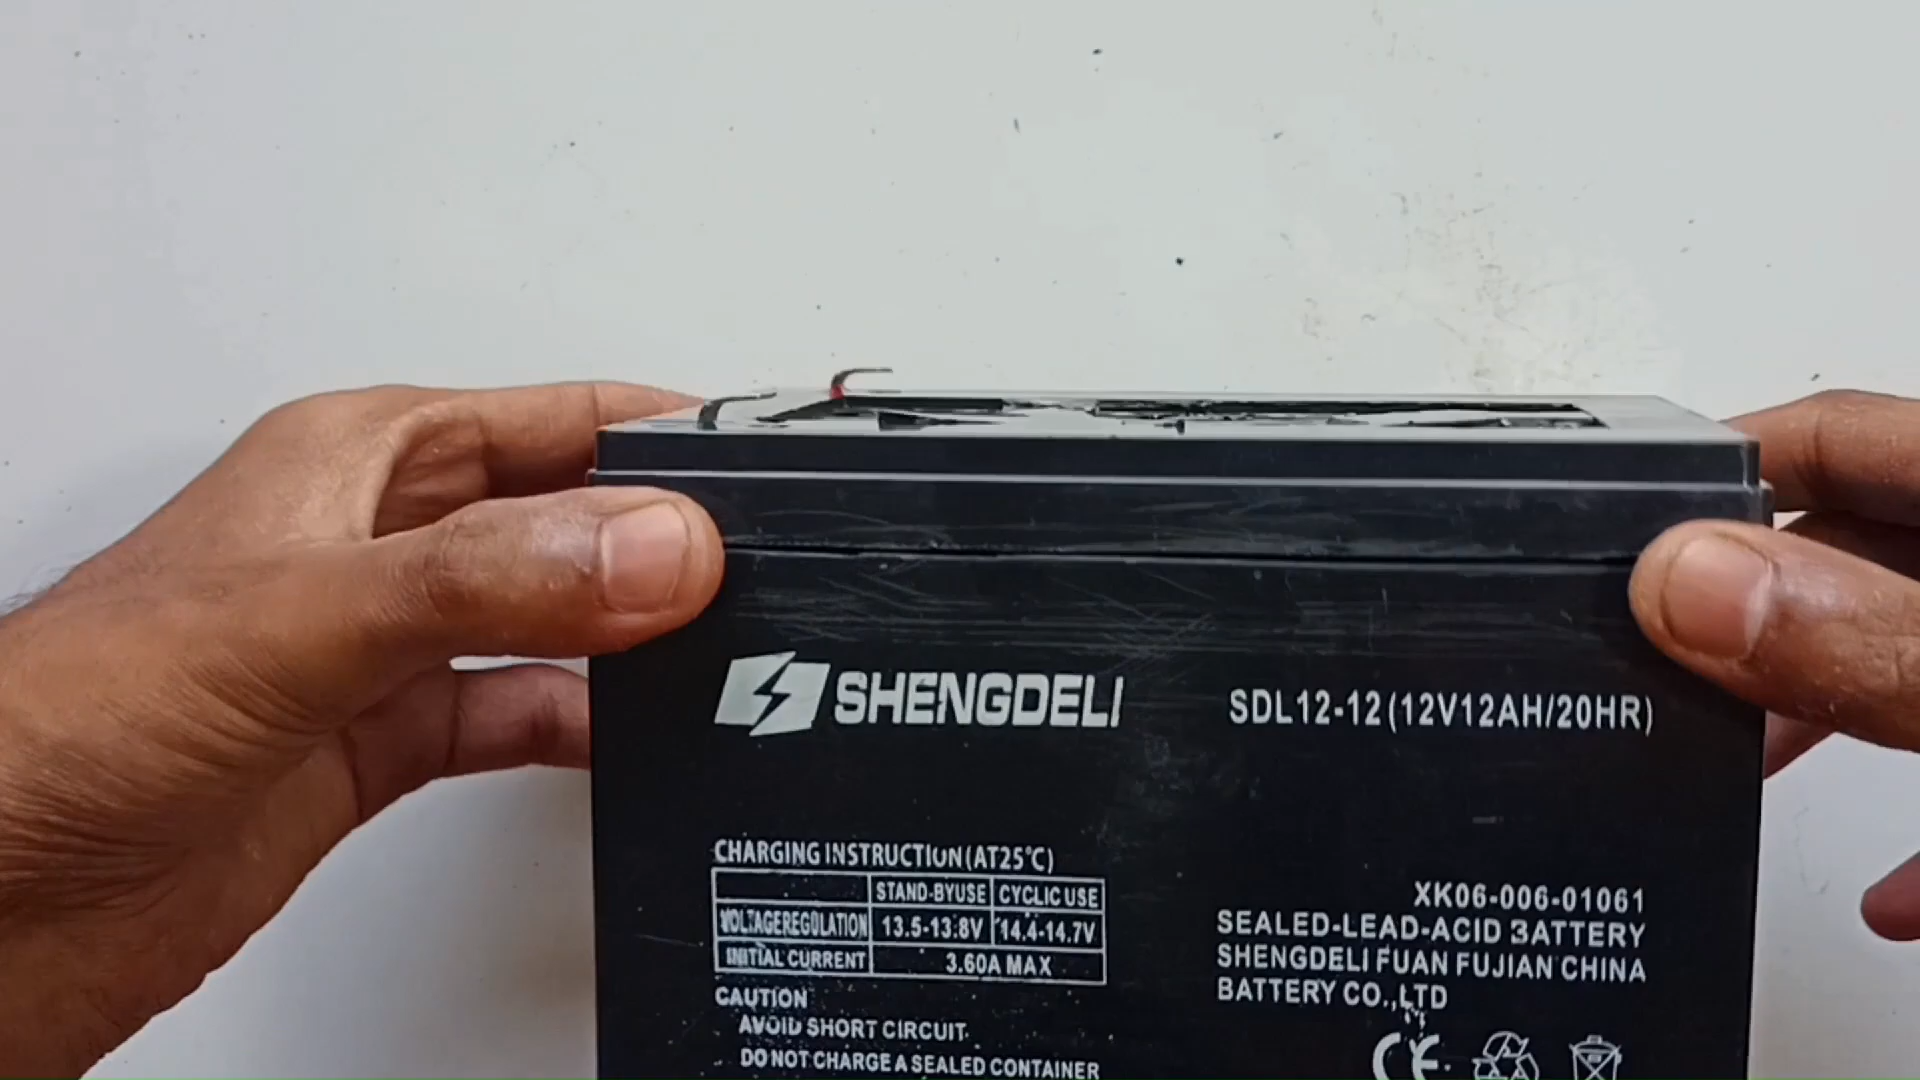 SHENGDELI
SDL12-12(12V12AH/20HR)
CHARGING INSTRUCTION(AT25°C)
STAND-BYUSE CYCLIC USE
VOLTAGEREGULATION 13.5-13.8V 14.4-14.7V
INITIAL CURRENT 3.60A MAX
CAUTION
AVOID SHORT CIRCUIT.
DO NOT CHARGE A SEALED CONTAINER
XK06-006-01061
SEALED-LEAD-ACID BATTERY
SHENGDELI FUAN FUJIAN CHINA
BATTERY CO.,LTD
CE